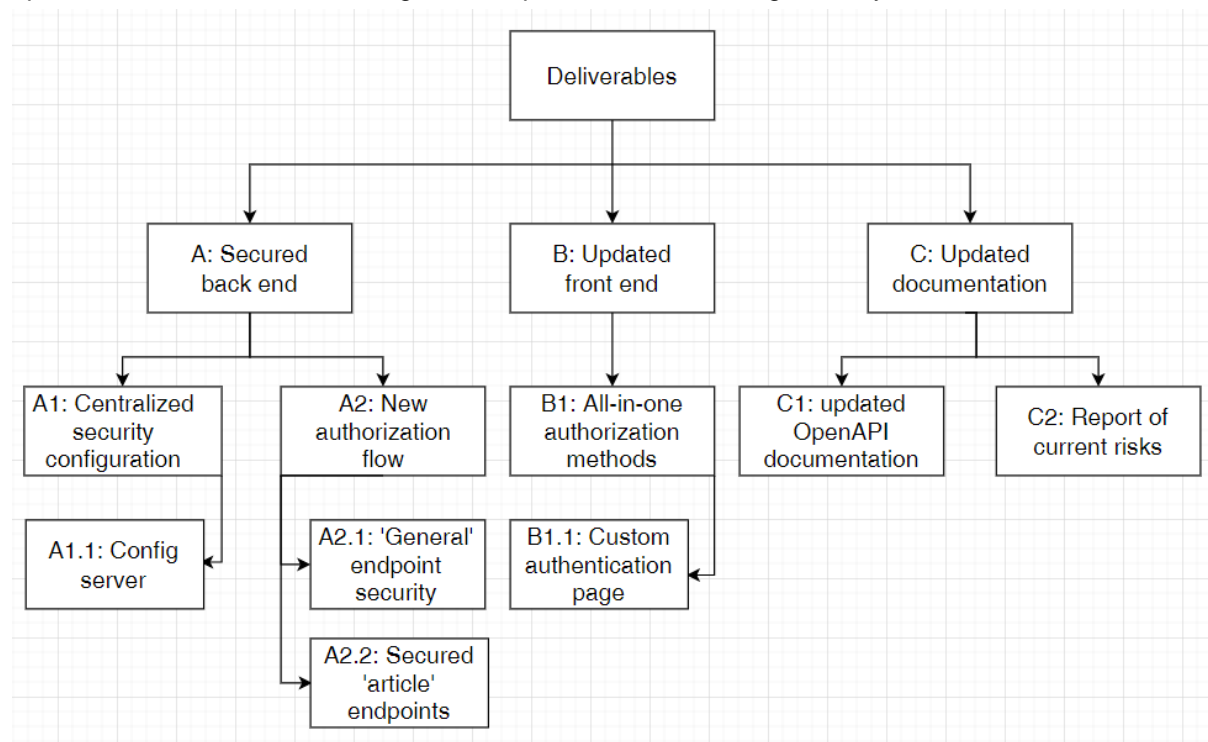 Deliverables
A: Secured
back end
B: Updated
front end
C: Updated
documentation
A1: Centralized
security
configuration
A2: New
authorization
flow
B1: All-in-one
authorization
methods
C1: updated
OpenAPI
documentation
C2: Report of
current risks
A1.1: Config
server
A2.1: 'General'
endpoint
security
B1.1: Custom
authentication
page
A2.2: Secured
'article'
endpoints